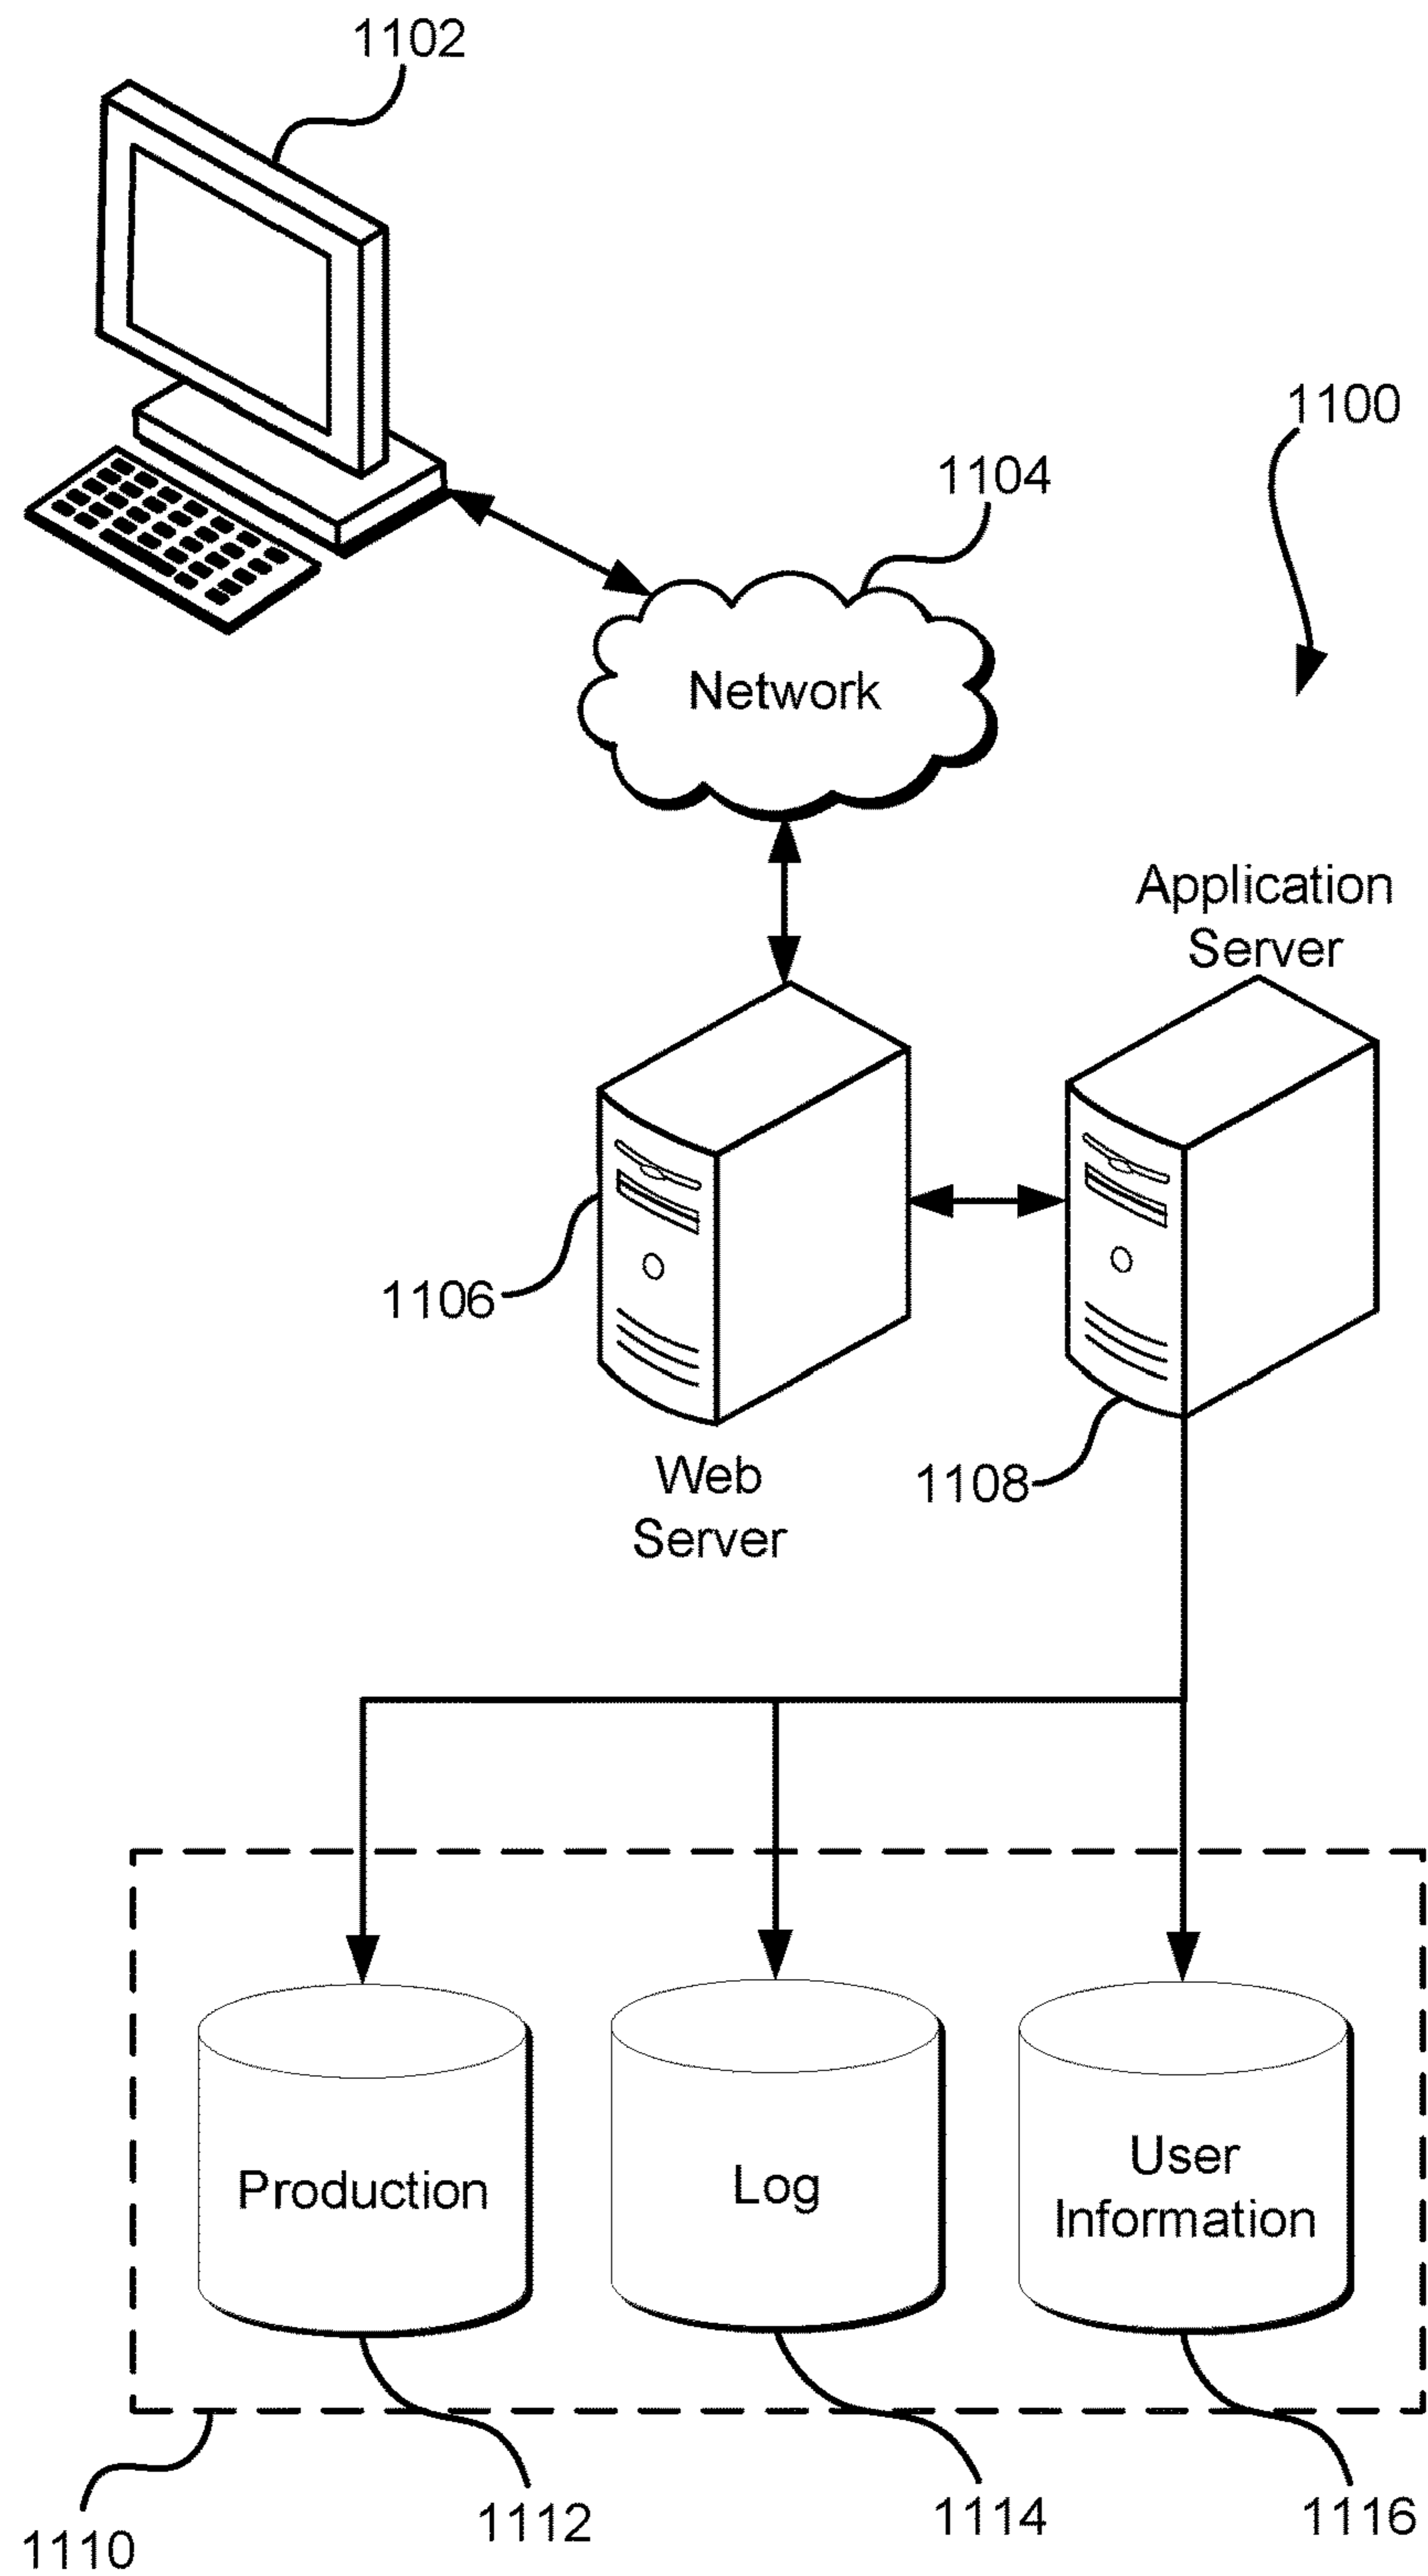 1102
1100
1104
Network
Application
Server
1106
Web
Server
1108
Production
Log
User
Information
1110
1112
1114
1116